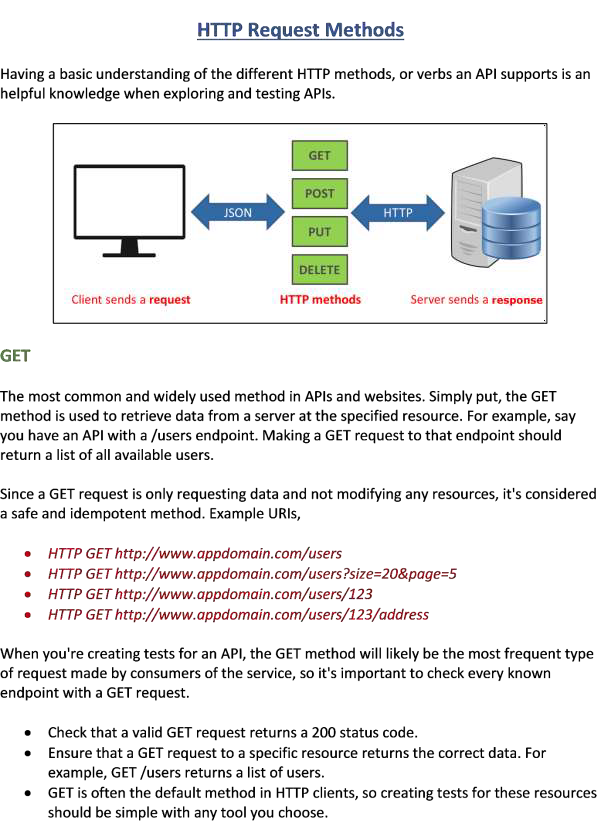 HTTP Request Methods
Having a basic understanding of the different HTTP methods, or verbs an API supports is an
helpful knowledge when exploring and testing APIs.
GET
POST
JSON
HTTP
PUT
DELETE
Client sends a request
HTTP methods
Server sends a response
GET
The most common and widely used method in APIs and websites. Simply put, the GET
method is used to retrieve data from a server at the specified resource. For example, say
you have an API with a /users endpoint. Making a GET request to that endpoint should
return a list of all available users.
Since a GET request is only requesting data and not modifying any resources, it's considered
a safe and idempotent method. Example URIs,
• HTTP GET http://www.appdomain.com/users
• HTTP GET http://www.appdomain.com/users?size=20&page=5
• HTTP GET http://www.appdomain.com/users/123
• HTTP GET http://www.appdomain.com/users/123/address
When you're creating tests for an API, the GET method will likely be the most frequent type
of request made by consumers of the service, so it's important to check every known
endpoint with a GET request.
• Check that a valid GET request returns a 200 status code.
• Ensure that a GET request to a specific resource returns the correct data. For
example, GET /users returns a list of users.
• GET is often the default method in HTTP clients, so creating tests for these resources
should be simple with any tool you choose.